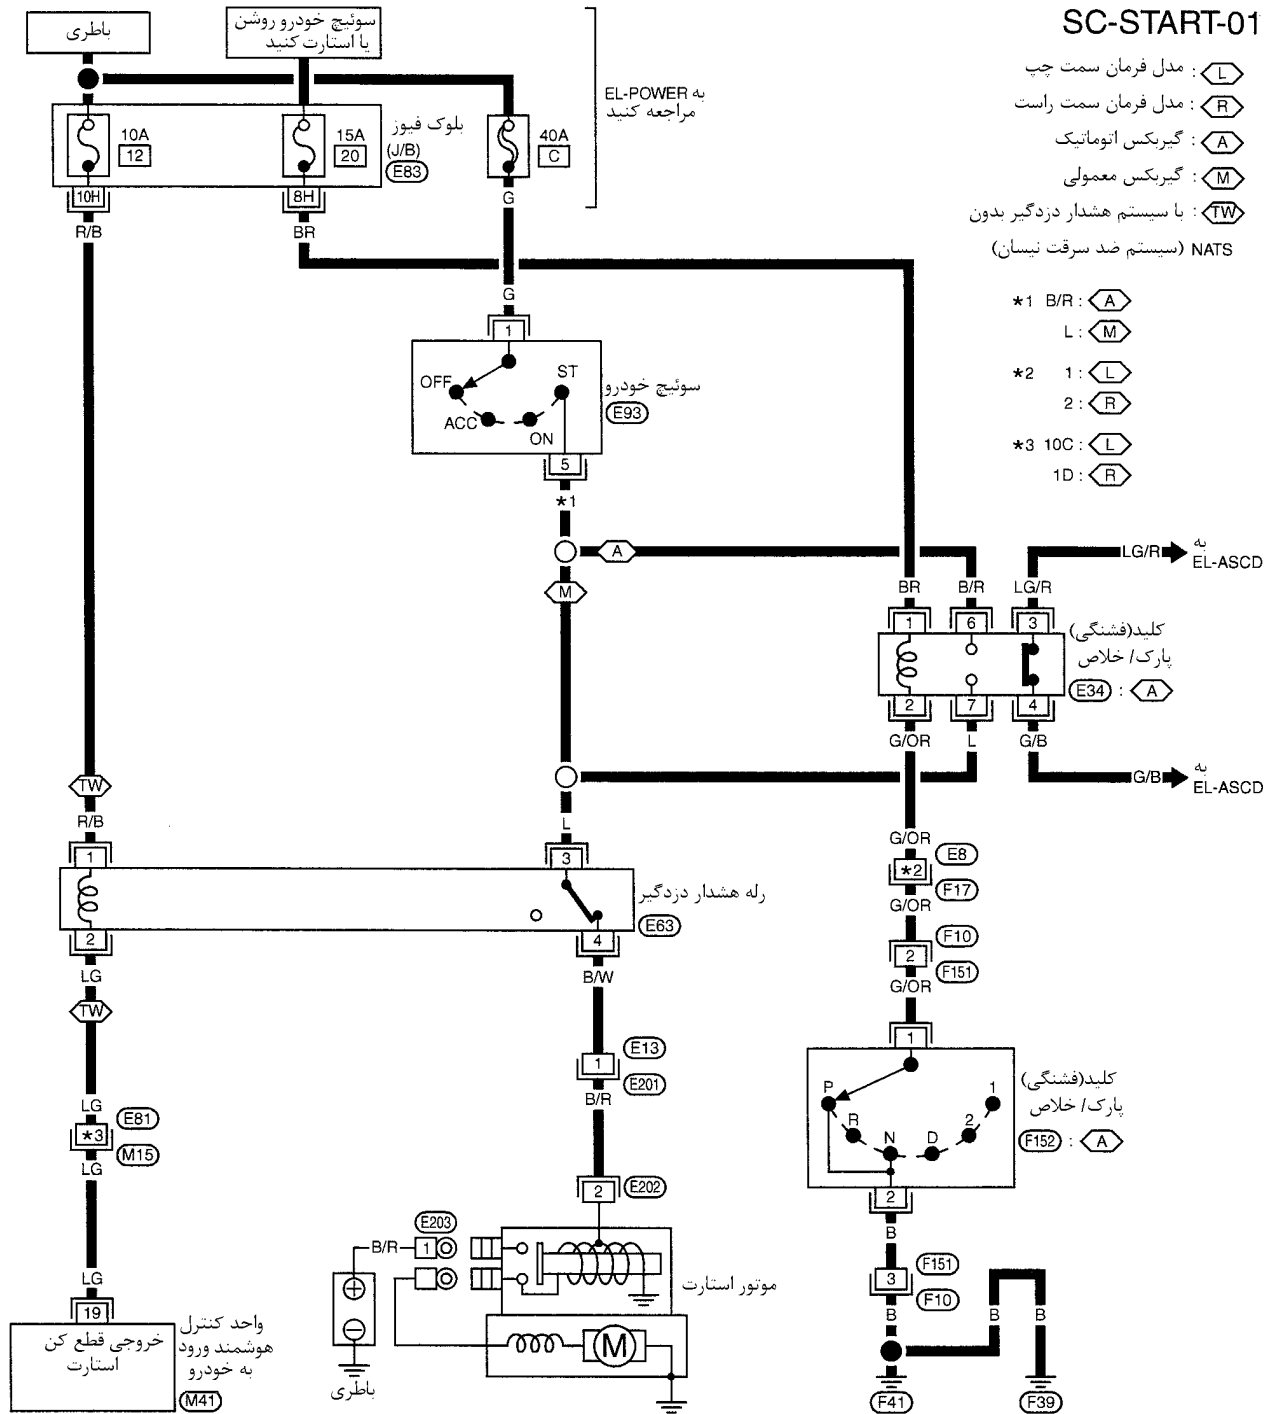 SC-START-01
باطری
سوئیچ خودرو روشن
یا استارت کنید
به EL-POWER
مراجعه کنید
L : مدل فرمان سمت چپ
R : مدل فرمان سمت راست
A : گیربکس اتوماتیک
M : گیربکس معمولی
TW : با سیستم هشدار دزدگیر بدون
NATS (سیستم ضد سرقت نیسان)
*1 B/R : A
L : M
*2 1 : L
2 : R
*3 10C : L
1D : R
10A
12
15A
20
بلوک فیوز
(J/B)
E83
40A
C
10H
8H
G
R/B
BR
G
1
OFF
ACC
ON
ST
سوئیچ خودرو
E93
5
*1
A
M
LG/R
به
EL-ASCD
BR
B/R
LG/R
1
6
3
کلید(فشنگی)
پارک/ خلاص
E34 : A
2
7
4
G/OR
L
G/B
G/B
به
EL-ASCD
TW
R/B
L
1
3
رله هشدار دزدگیر
E63
2
4
LG
B/W
TW
G/OR
E8
*2
F17
G/OR
F10
2
F151
G/OR
1
E13
1
E201
B/R
LG
E81
*3
M15
LG
P
R
N
D
2
1
کلید(فشنگی)
پارک/ خلاص
F152 : A
2
B
F151
3
F10
B
B
B
F41
F39
2
E202
E203
B/R
1
موتور استارت
M
باطری
LG
19
خروجی قطع کن
استارت
واحد کنترل
هوشمند ورود
به خودرو
M41